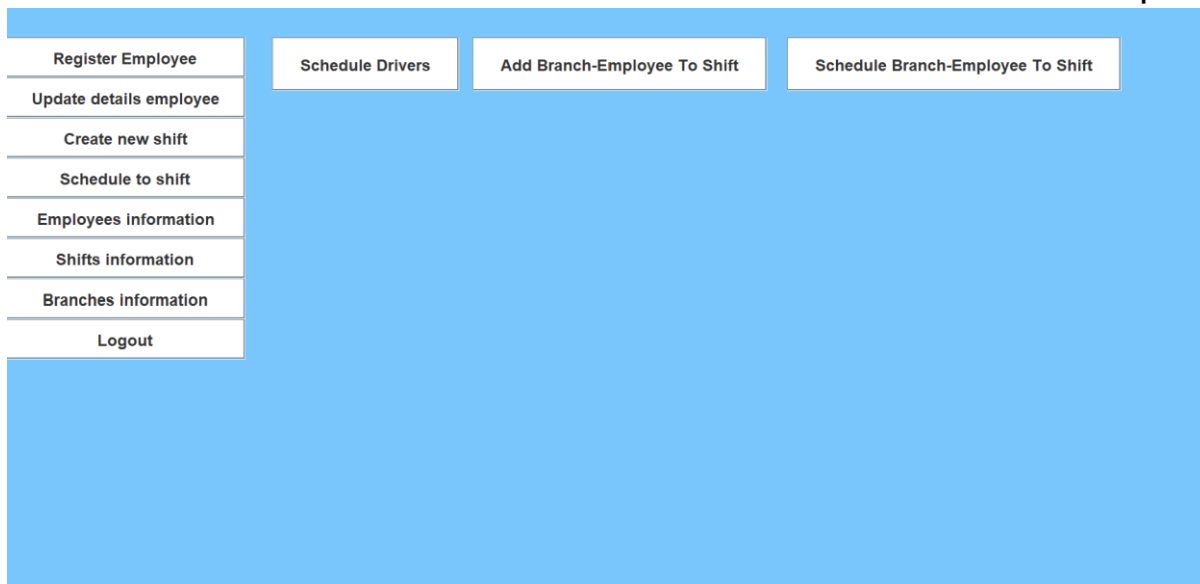 Register Employee
Update details employee
Create new shift
Schedule to shift
Employees information
Shifts information
Branches information
Logout
Schedule Drivers
Add Branch-Employee To Shift
Schedule Branch-Employee To Shift